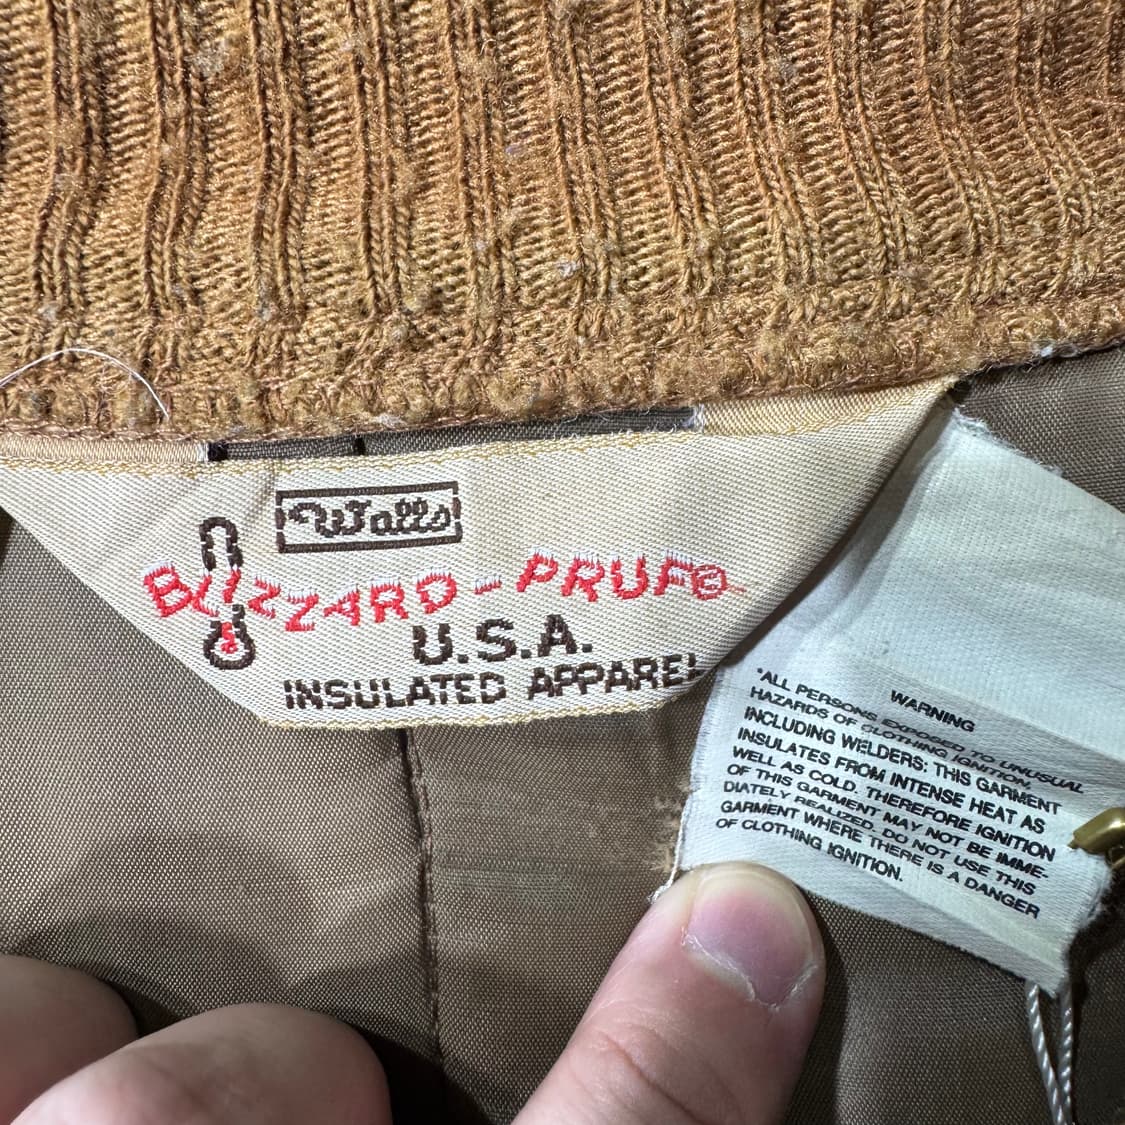 Walls
BLIZZARD-PRUF®
U.S.A.
INSULATED APPAREL
WARNING
"ALL PERSONS EXPOSED TO UNUSUAL
HAZARDS OF CLOTHING IGNITION,
INCLUDING WELDERS: THIS GARMENT
INSULATES FROM INTENSE HEAT AS
WELL AS COLD. THEREFORE IGNITION
OF THIS GARMENT MAY NOT BE IMME-
DIATELY REALIZED. DO NOT USE THIS
GARMENT WHERE THERE IS A DANGER
OF CLOTHING IGNITION.